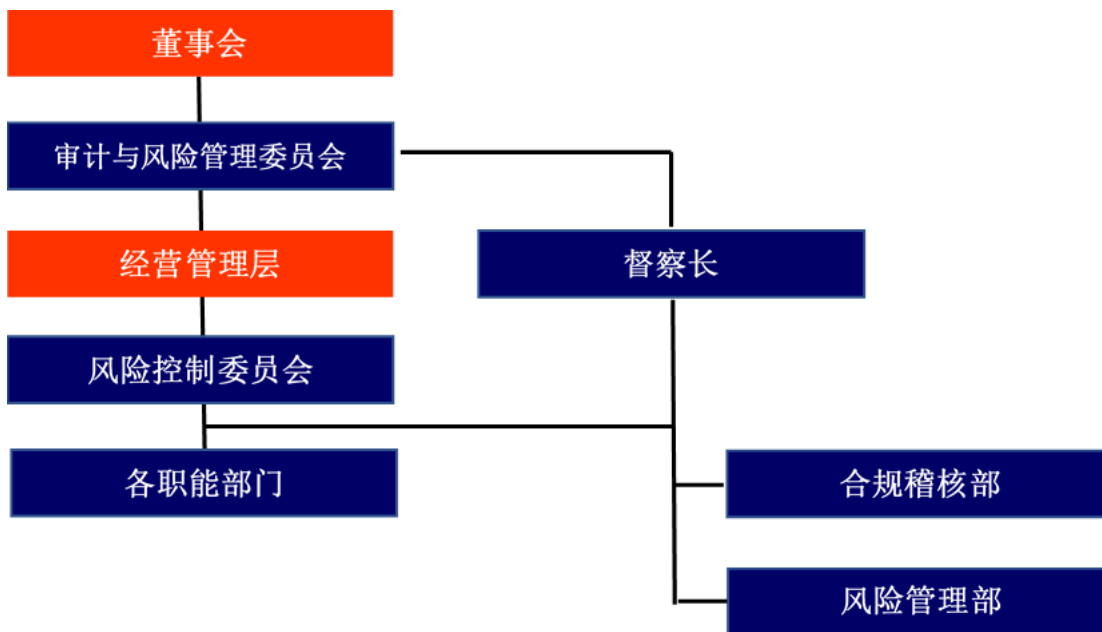 董事会
审计与风险管理委员会
经营管理层
督察长
风险控制委员会
各职能部门
合规稽核部
风险管理部